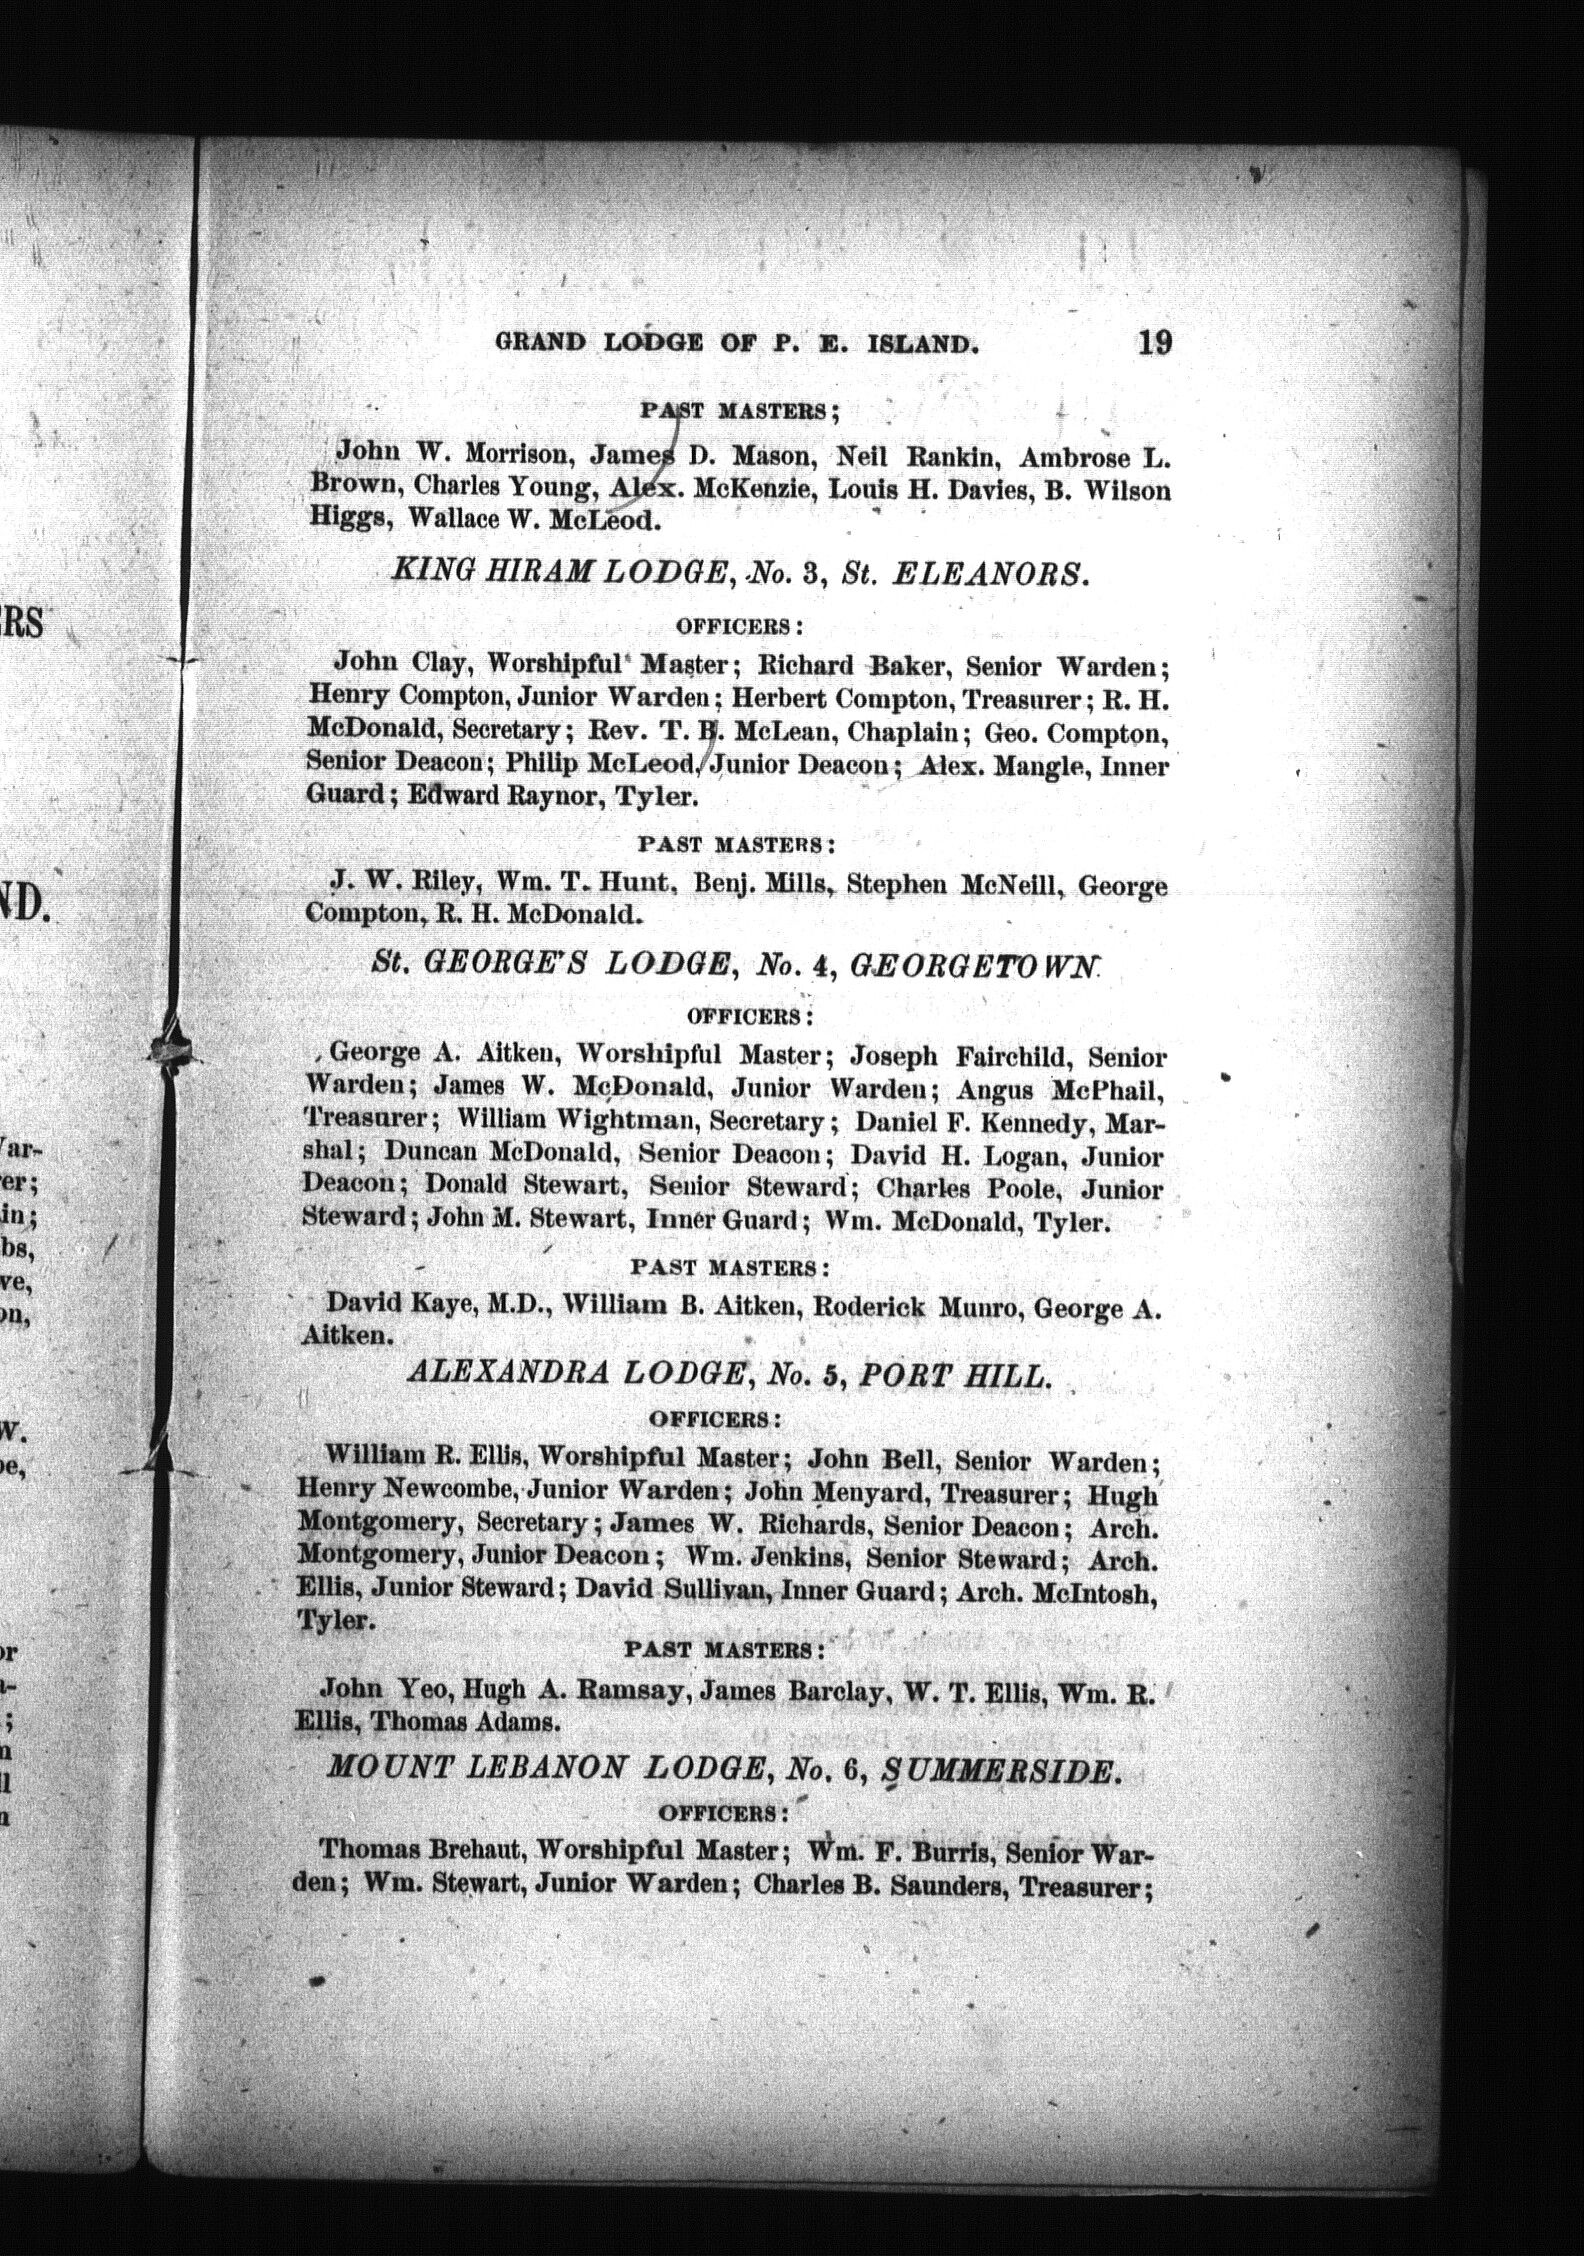 GRAND LODGE OF P. E. ISLAND. 19
PAST MASTERS;
John W. Morrison, James D. Mason, Neil Rankin, Ambrose L.
Brown, Charles Young, Alex. McKenzie, Louis H. Davies, B. Wilson
Higgs, Wallace W. McLeod.
KING HIRAM LODGE, No. 3, St. ELEANORS.
OFFICERS:
John Clay, Worshipful Master; Richard Baker, Senior Warden;
Henry Compton, Junior Warden; Herbert Compton, Treasurer; R. H.
McDonald, Secretary; Rev. T. B. McLean, Chaplain; Geo. Compton,
Senior Deacon; Philip McLeod, Junior Deacon; Alex. Mangle, Inner
Guard; Edward Raynor, Tyler.
PAST MASTERS:
J. W. Riley, Wm. T. Hunt, Benj. Mills, Stephen McNeill, George
Compton, R. H. McDonald.
St. GEORGE'S LODGE, No. 4, GEORGETOWN.
OFFICERS:
George A. Aitken, Worshipful Master; Joseph Fairchild, Senior
Warden; James W. McDonald, Junior Warden; Angus McPhail,
Treasurer; William Wightman, Secretary; Daniel F. Kennedy, Mar-
shal; Duncan McDonald, Senior Deacon; David H. Logan, Junior
Deacon; Donald Stewart, Senior Steward; Charles Poole, Junior
Steward; John M. Stewart, Inner Guard; Wm. McDonald, Tyler.
PAST MASTERS:
David Kaye, M.D., William B. Aitken, Roderick Munro, George A.
Aitken.
ALEXANDRA LODGE, No. 5, PORT HILL.
OFFICERS:
William R. Ellis, Worshipful Master; John Bell, Senior Warden;
Henry Newcombe, Junior Warden; John Menyard, Treasurer; Hugh
Montgomery, Secretary; James W. Richards, Senior Deacon; Arch.
Montgomery, Junior Deacon; Wm. Jenkins, Senior Steward; Arch.
Ellis, Junior Steward; David Sullivan, Inner Guard; Arch. McIntosh,
Tyler.
PAST MASTERS:
John Yeo, Hugh A. Ramsay, James Barclay, W. T. Ellis, Wm. R.
Ellis, Thomas Adams.
MOUNT LEBANON LODGE, No. 6, SUMMERSIDE.
OFFICERS:
Thomas Brehaut, Worshipful Master; Wm. F. Burris, Senior War-
den; Wm. Stewart, Junior Warden; Charles B. Saunders, Treasurer;